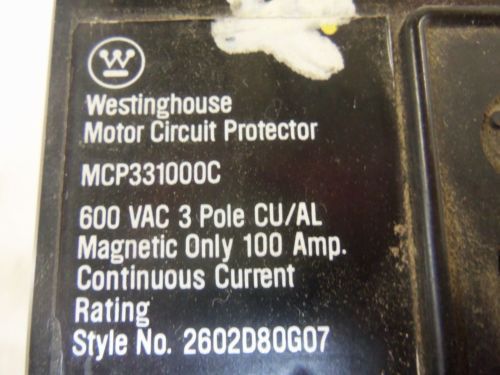 Westinghouse
Motor Circuit Protector
MCP331000C
600 VAC 3 Pole CU/AL
Magnetic Only 100 Amp.
Continuous Current
Rating
Style No. 2602D80G07